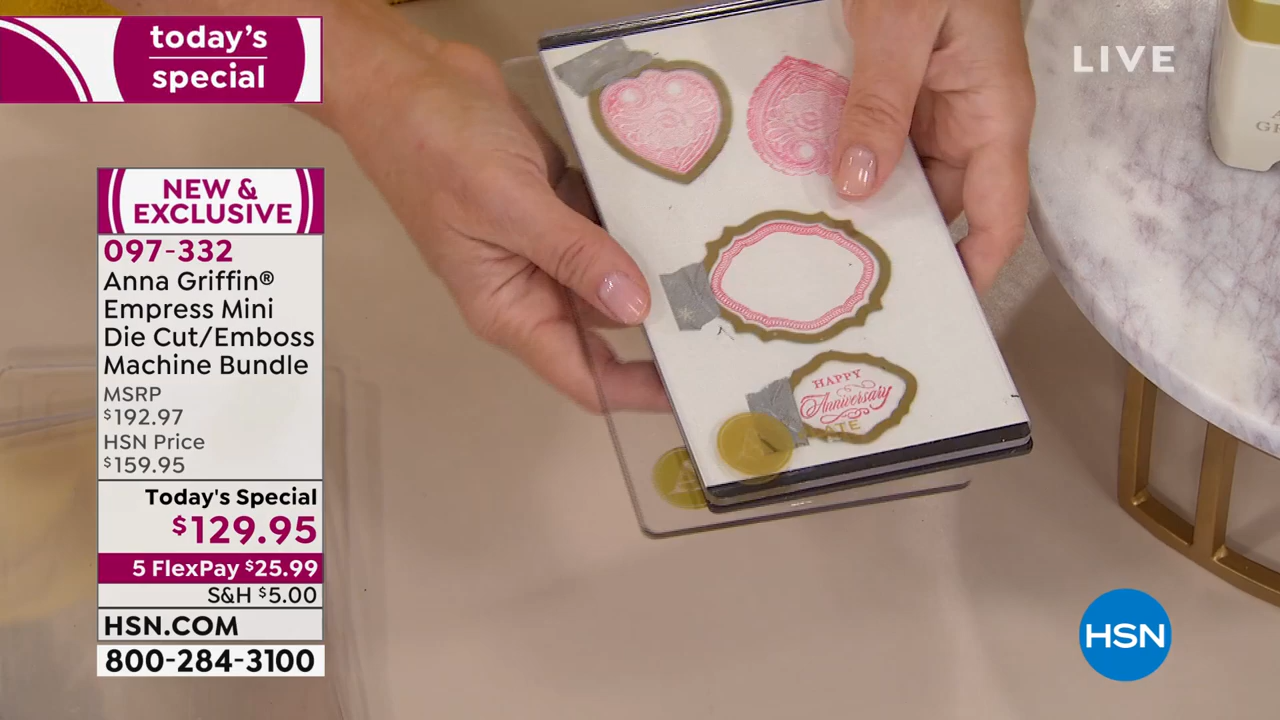 today's
special
LIVE
NEW &
EXCLUSIVE
097-332
Anna Griffin®
Empress Mini
Die Cut/Emboss
Machine Bundle
MSRP
$192.97
HSN Price
$159.95
Today's Special
$129.95
5 FlexPay $25.99
S&H $5.00
HSN.COM
800-284-3100
HAPPY
Anniversary
A
HSN